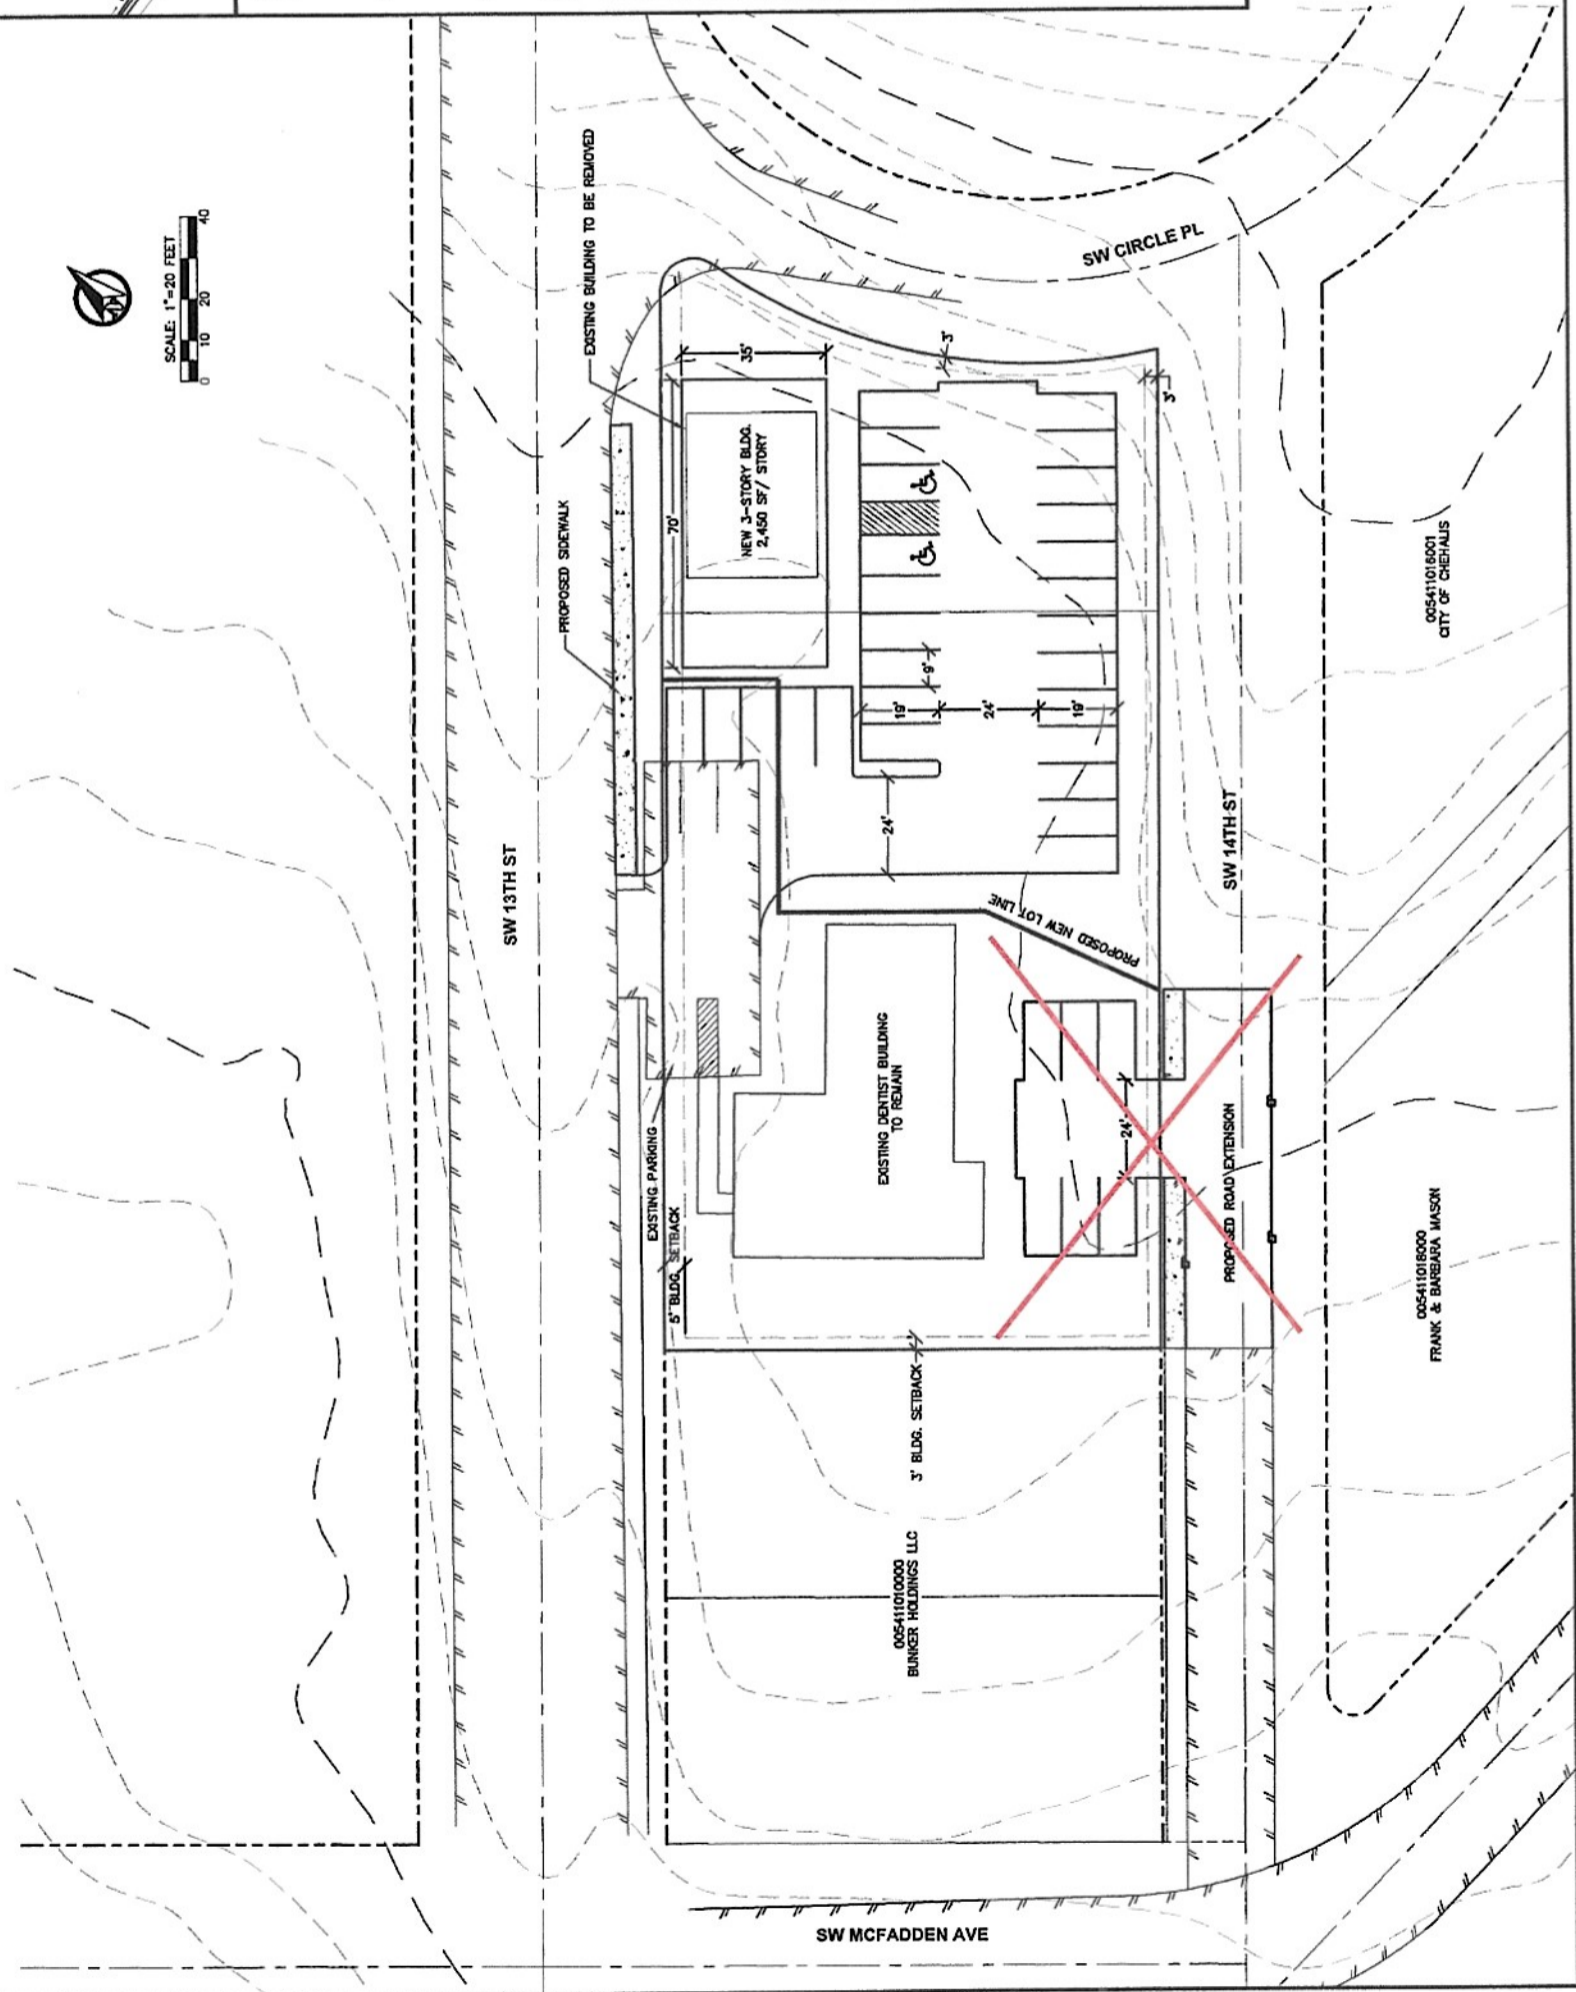 SCALE: 1"=20 FEET
0
10
20
40
EXISTING BUILDING TO BE REMOVED
SW CIRCLE PL
35'
3'
3'
70'
NEW 3-STORY BLDG.
2,450 SF/ STORY
PROPOSED SIDEWALK
9'
19'
24'
19'
24'
SW 13TH ST
SW 14TH ST
005411016001
CITY OF CHEHALIS
PROPOSED NEW LOT LINE
EXISTING DENTIST BUILDING
TO REMAIN
24'
EXISTING PARKING
5' BLDG. SETBACK
PROPOSED ROAD EXTENSION
005411018000
FRANK & BARBARA MASON
3' BLDG. SETBACK
005411010000
BUNKER HOLDINGS LLC
SW MCFADDEN AVE